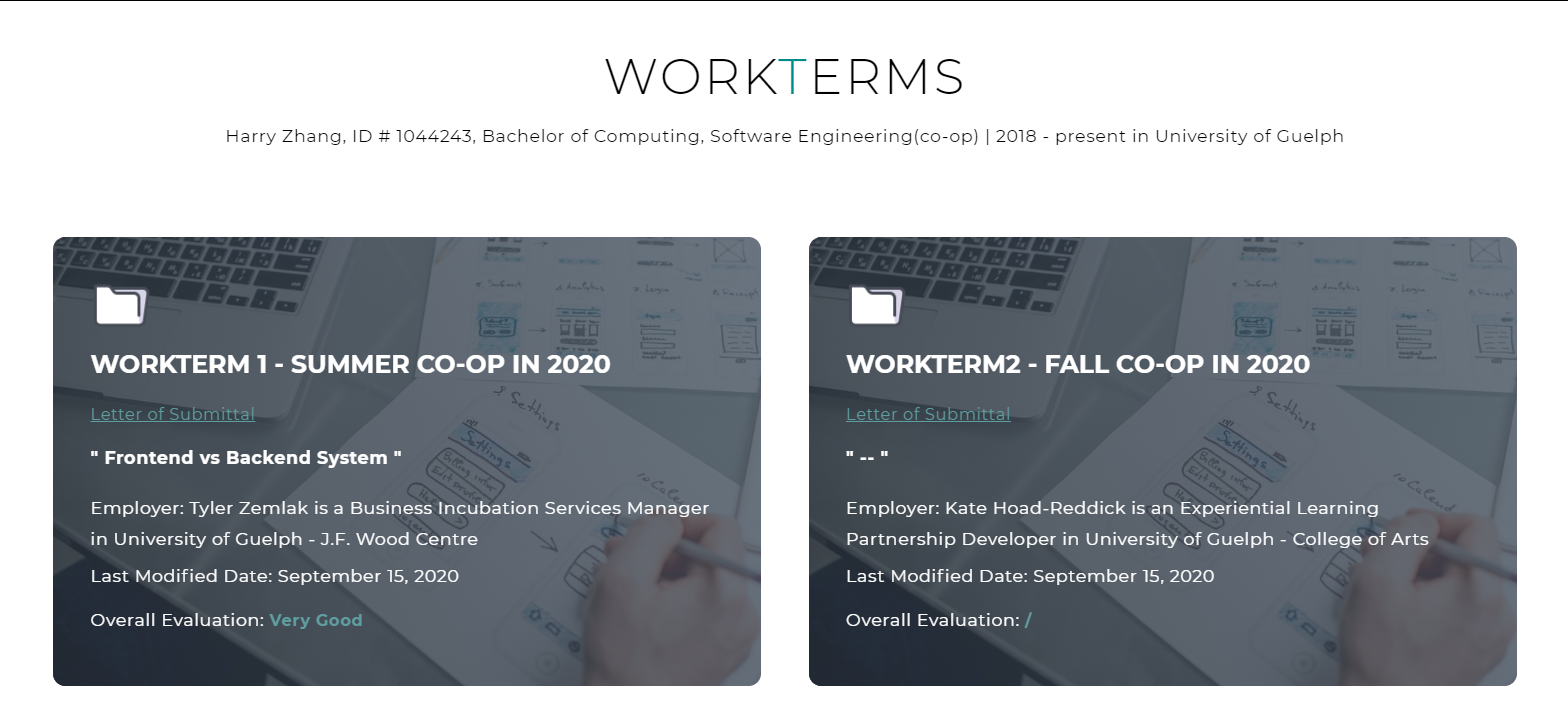 WORKTERMS
Harry Zhang, ID # 1044243, Bachelor of Computing, Software Engineering(co-op) | 2018 - present in University of Guelph
WORKTERM 1 - SUMMER CO-OP IN 2020
Letter of Submittal
" Frontend vs Backend System "
Employer: Tyler Zemlak is a Business Incubation Services Manager
in University of Guelph - J.F. Wood Centre
Last Modified Date: September 15, 2020
Overall Evaluation: Very Good
& Settings
Settings
WORKTERM2 - FALL CO-OP IN 2020
Letter of Submittal
" -- "
Employer: Kate Hoad-Reddick is an Experiential Learning
Partnership Developer in University of Guelph - College of Arts
Last Modified Date: September 15, 2020
Overall Evaluation: /
& Settings
Settings